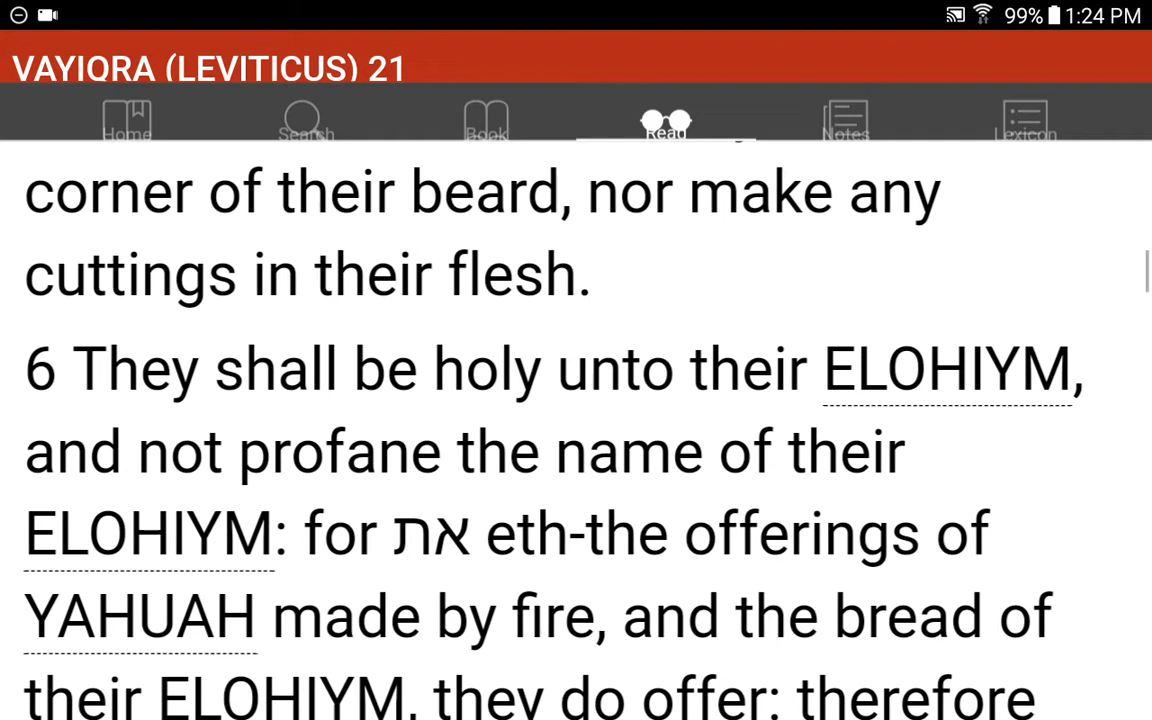 99% 1:24 PM
VAYIQRA (LEVITICUS) 21
Home Search Book Read Notes Lexicon
corner of their beard, nor make any
cuttings in their flesh.
6 They shall be holy unto their ELOHIYM,
and not profane the name of their
ELOHIYM: for את eth-the offerings of
YAHUAH made by fire, and the bread of
their ELOHIYM, they do offer: therefore